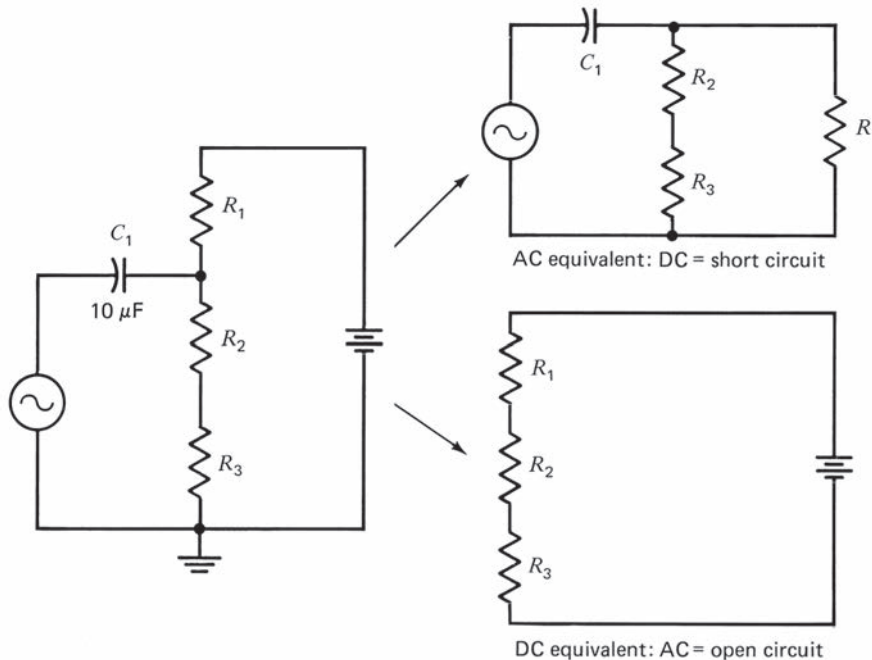 C₁
10 μF
R₁
R₂
R₃
C₁
R₂
R₃
R
AC equivalent: DC = short circuit
R₁
R₂
R₃
DC equivalent: AC = open circuit